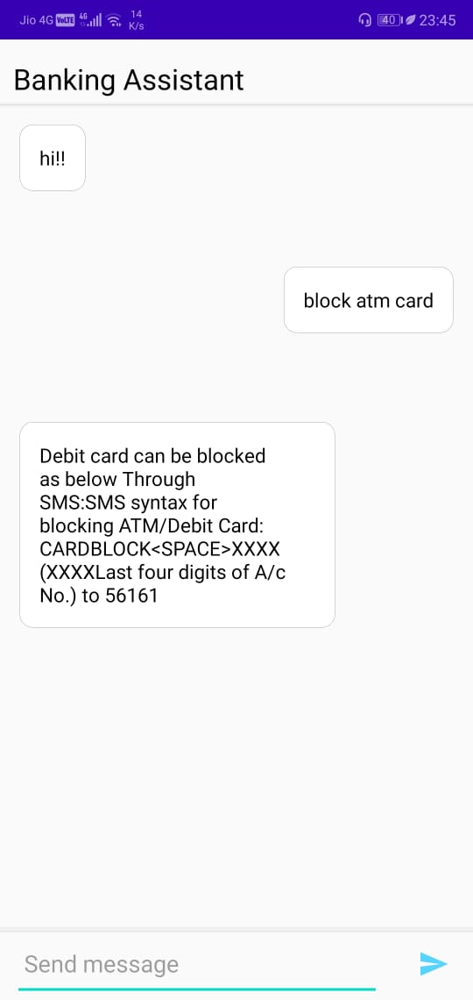 Jio 4G VoLTE 4G 14 K/s 40 23:45
Banking Assistant
hi!!
block atm card
Debit card can be blocked
as below Through
SMS:SMS syntax for
blocking ATM/Debit Card:
CARDBLOCK<SPACE>XXXX
(XXXXLast four digits of A/c
No.) to 56161
Send message